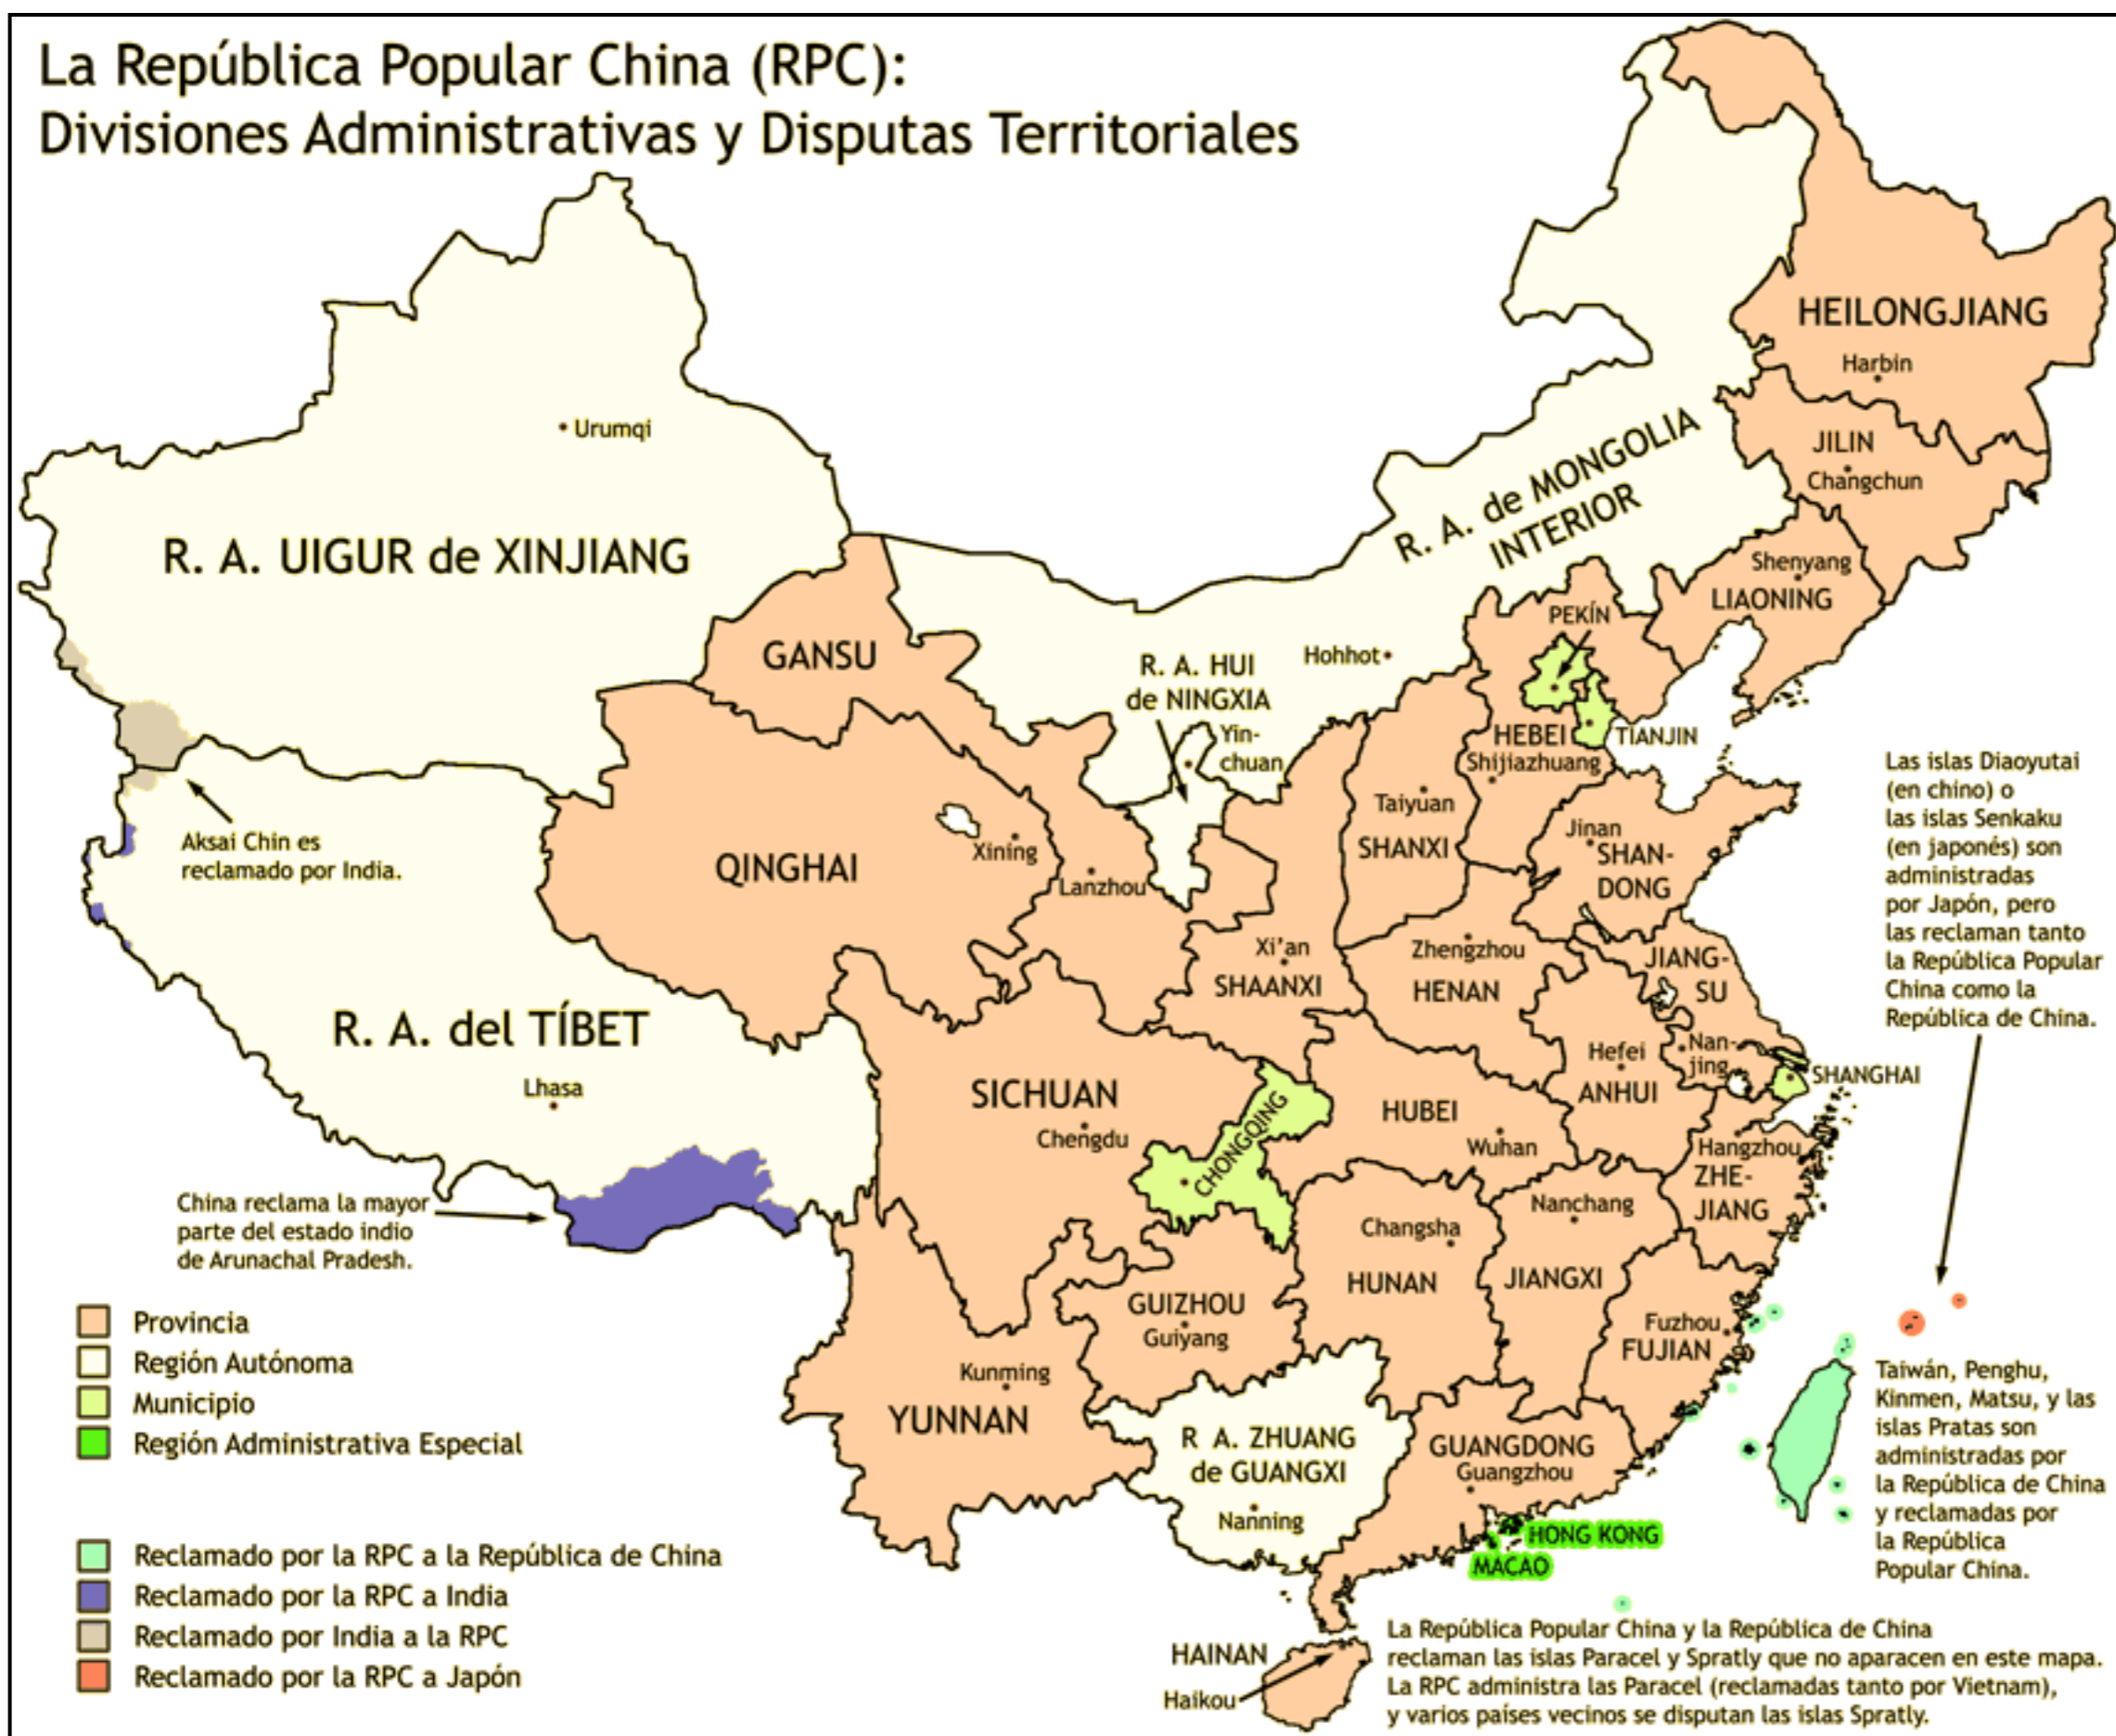 La República Popular China (RPC):
Divisiones Administrativas y Disputas Territoriales
HEILONGJIANG
Harbin
JILIN
Changchun
R. A. de MONGOLIA
INTERIOR
Urumqi
R. A. UIGUR de XINJIANG
Shenyang
LIAONING
PEKÍN
GANSU
R. A. HUI
de NINGXIA
Hohhot
Yin-
chuan
HEBEI
TIANJIN
Shijiazhuang
Taiyuan
SHANXI
Jinan
SHAN-
DONG
Las islas Diaoyutai
(en chino) o
las islas Senkaku
(en japonés) son
administradas
por Japón, pero
las reclaman tanto
la República Popular
China como la
República de China.
Aksai Chin es
reclamado por India.
QINGHAI
Xining
Lanzhou
Xi'an
SHAANXI
Zhengzhou
HENAN
JIANG-
SU
R. A. del TÍBET
Lhasa
Nan-
jing
Hefei
ANHUI
SHANGHAI
SICHUAN
Chengdu
CHONGQING
HUBEI
Wuhan
Hangzhou
ZHE-
JIANG
China reclama la mayor
parte del estado indio
de Arunachal Pradesh.
Changsha
HUNAN
Nanchang
JIANGXI
GUIZHOU
Guiyang
Fuzhou
FUJIAN
Kunming
YUNNAN
R A. ZHUANG
de GUANGXI
Nanning
GUANGDONG
Guangzhou
HONG KONG
MACAO
Taiwán, Penghu,
Kinmen, Matsu, y las
islas Pratas son
administradas por
la República de China
y reclamadas por
la República
Popular China.
HAINAN
Haikou
La República Popular China y la República de China
reclaman las islas Paracel y Spratly que no aparacen en este mapa.
La RPC administra las Paracel (reclamadas tanto por Vietnam),
y varios países vecinos se disputan las islas Spratly.
Provincia
Región Autónoma
Municipio
Región Administrativa Especial
Reclamado por la RPC a la República de China
Reclamado por la RPC a India
Reclamado por India a la RPC
Reclamado por la RPC a Japón